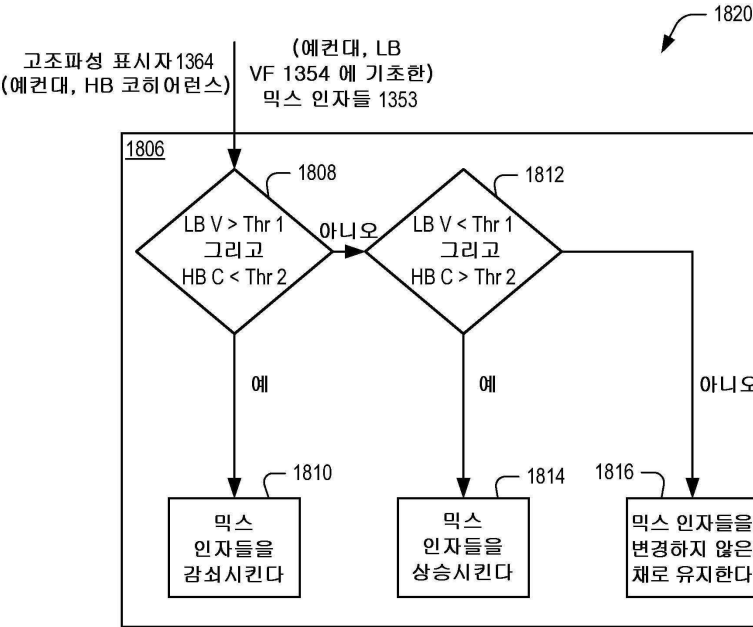 1820
고조파성 표시자 1364
(예컨대, HB 코히어런스)
(예컨대, LB
VF 1354 에 기초한)
믹스 인자들 1353
1806
1808
LB V > Thr 1
그리고
HB C < Thr 2
아니오
1812
LB V < Thr 1
그리고
HB C > Thr 2
예
예
아니오
1810
믹스
인자들을
감쇠시킨다
1814
믹스
인자들을
상승시킨다
1816
믹스 인자들을
변경하지 않은
채로 유지한다